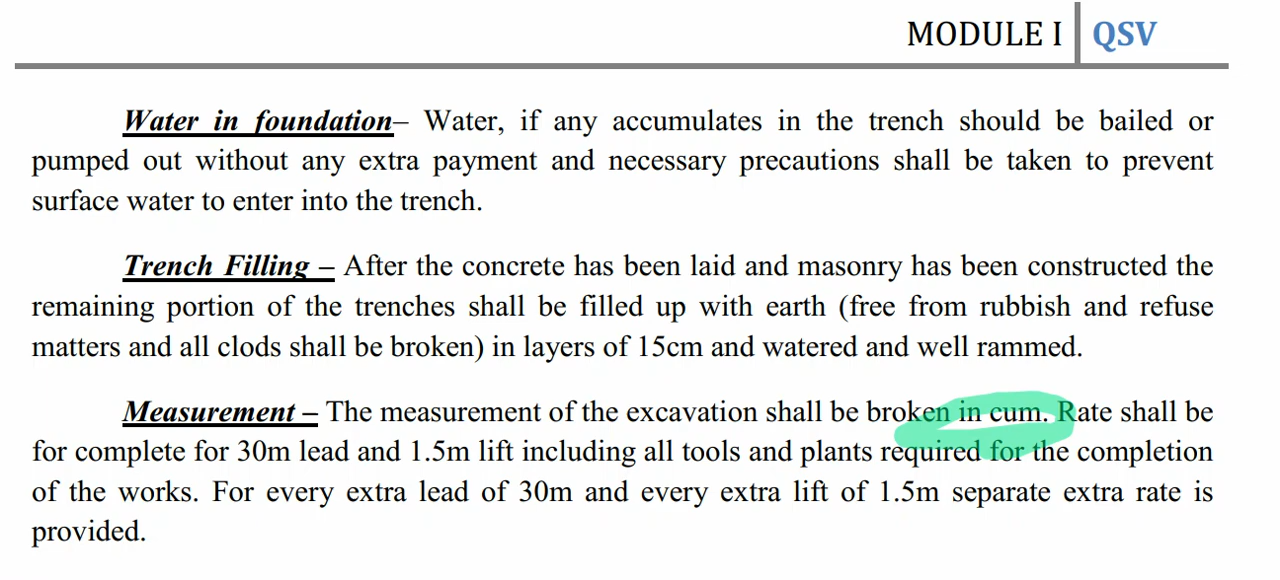 MODULE I QSV
Water in foundation– Water, if any accumulates in the trench should be bailed or
pumped out without any extra payment and necessary precautions shall be taken to prevent
surface water to enter into the trench.
Trench Filling – After the concrete has been laid and masonry has been constructed the
remaining portion of the trenches shall be filled up with earth (free from rubbish and refuse
matters and all clods shall be broken) in layers of 15cm and watered and well rammed.
Measurement – The measurement of the excavation shall be broken in cum. Rate shall be
for complete for 30m lead and 1.5m lift including all tools and plants required for the completion
of the works. For every extra lead of 30m and every extra lift of 1.5m separate extra rate is
provided.